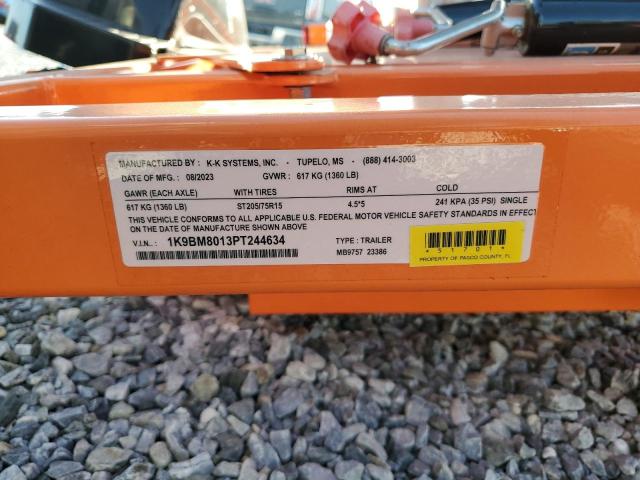 MANUFACTURED BY : K-K SYSTEMS, INC. - TUPELO, MS - (888) 414-3003
DATE OF MFG. : 08/2023 GVWR : 617 KG (1360 LB)
GAWR (EACH AXLE) WITH TIRES RIMS AT COLD
617 KG (1360 LB) ST205/75R15 4.5*5 241 KPA (35 PSI) SINGLE
THIS VEHICLE CONFORMS TO ALL APPLICABLE U.S. FEDERAL MOTOR VEHICLE SAFETY STANDARDS IN EFFECT
ON THE DATE OF MANUFACTURE SHOWN ABOVE
V.I.N. : 1K9BM8013PT244634 TYPE : TRAILER
MB9757 23386
*51701*
PROPERTY OF PASCO COUNTY, FL